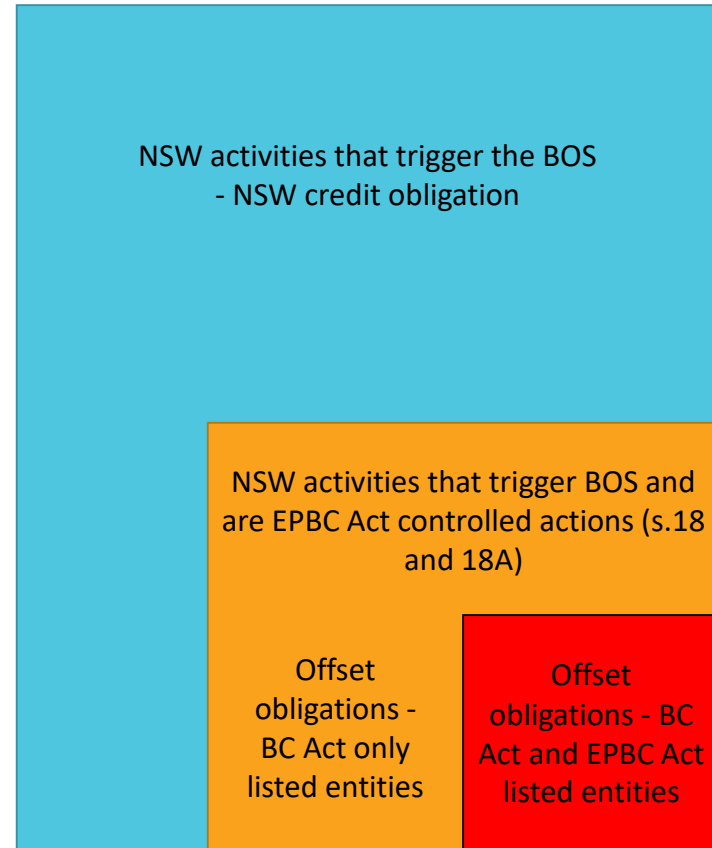 NSW activities that trigger the BOS
- NSW credit obligation
NSW activities that trigger BOS and
are EPBC Act controlled actions (s.18
and 18A)
Offset
obligations -
BC Act only
listed entities
Offset
obligations - BC
Act and EPBC Act
listed entities